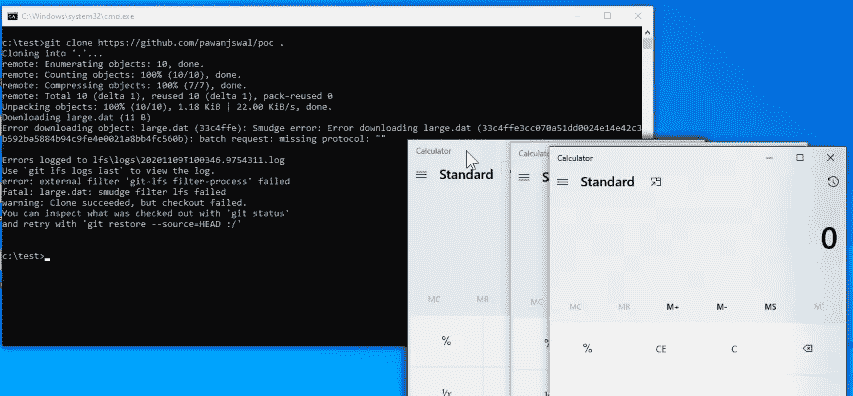 C:\Windows\system32\cmd.exe
c:\test>git clone https://github.com/pawanjswal/poc .
Cloning into '.'...
remote: Enumerating objects: 10, done.
remote: Counting objects: 100% (10/10), done.
remote: Compressing objects: 100% (7/7), done.
remote: Total 10 (delta 1), reused 10 (delta 1), pack-reused 0
Unpacking objects: 100% (10/10), 1.18 KiB | 22.00 KiB/s, done.
Downloading large.dat (11 B)
Error downloading object: large.dat (33c4ffe): Smudge error: Error downloading large.dat (33c4ffe3cc070a51dd0024e14e42c3
b592ba5884b94c9fe4e0021a8bb4fc560b): batch request: missing protocol: ""
Errors logged to lfs\logs\20201109T100346.9754311.log
Use `git lfs logs last` to view the log.
error: external filter 'git-lfs filter-process' failed
fatal: large.dat: smudge filter lfs failed
warning: Clone succeeded, but checkout failed.
You can inspect what was checked out with 'git status'
and retry with 'git restore --source=HEAD :/'
c:\test>
Calculator
Standard
MC
MR
%
¹/x
Calculator
S
MC
%
Calculator
Standard
0
MC
MR
M+
M-
MS
%
CE
C